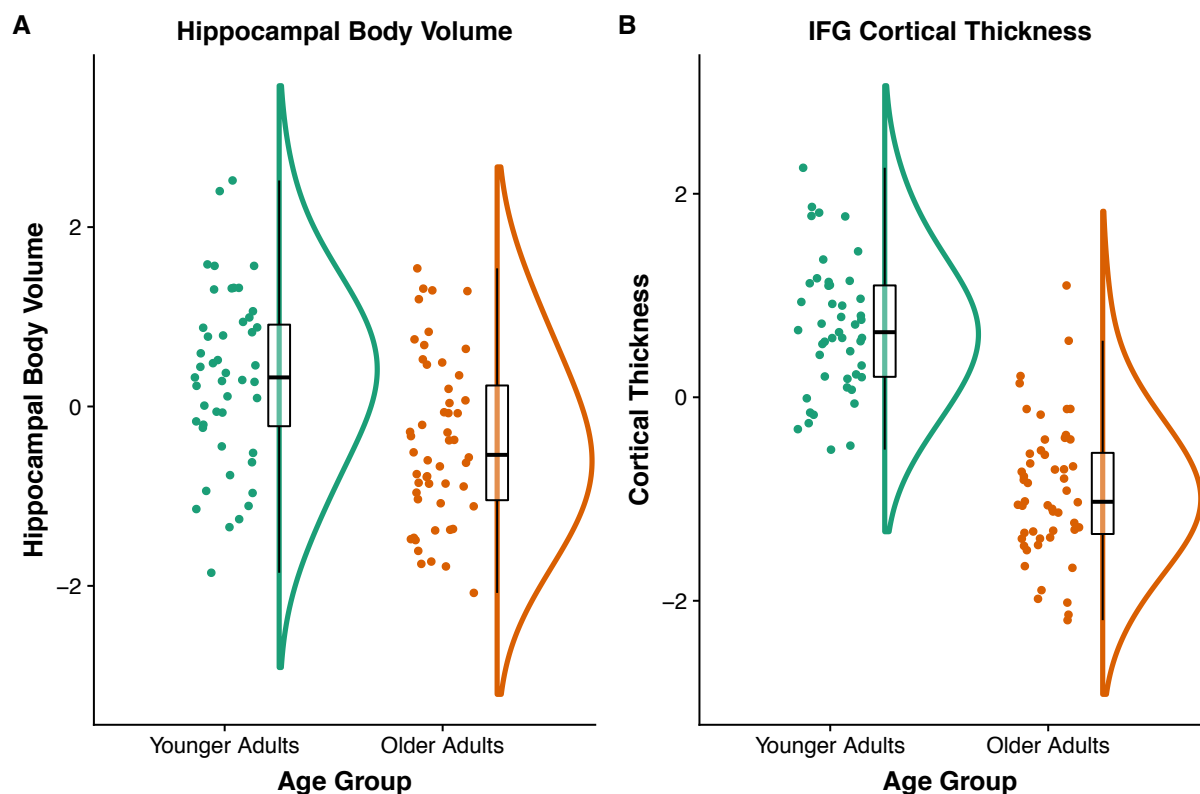 A
Hippocampal Body Volume
Hippocampal Body Volume
2
0
−2
Younger Adults
Older Adults
Age Group
B
IFG Cortical Thickness
Cortical Thickness
2
0
−2
Younger Adults
Older Adults
Age Group